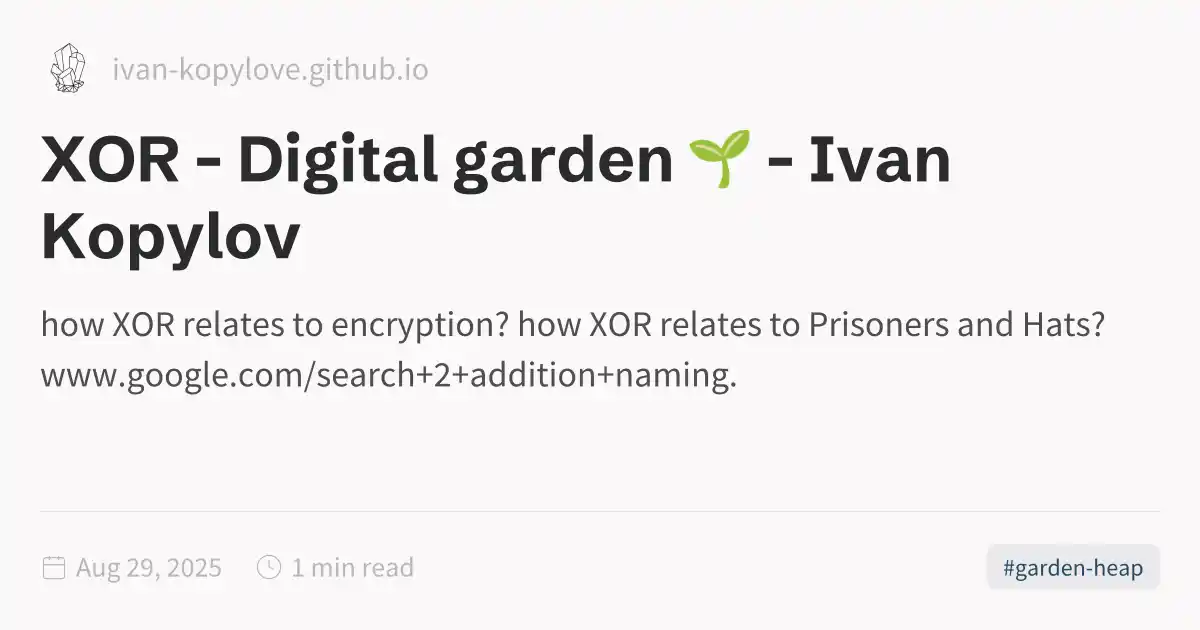 ivan-kopylove.github.io
XOR - Digital garden 🌱 - Ivan
Kopylov
how XOR relates to encryption? how XOR relates to Prisoners and Hats?
www.google.com/search+2+addition+naming.
Aug 29, 2025 1 min read #garden-heap